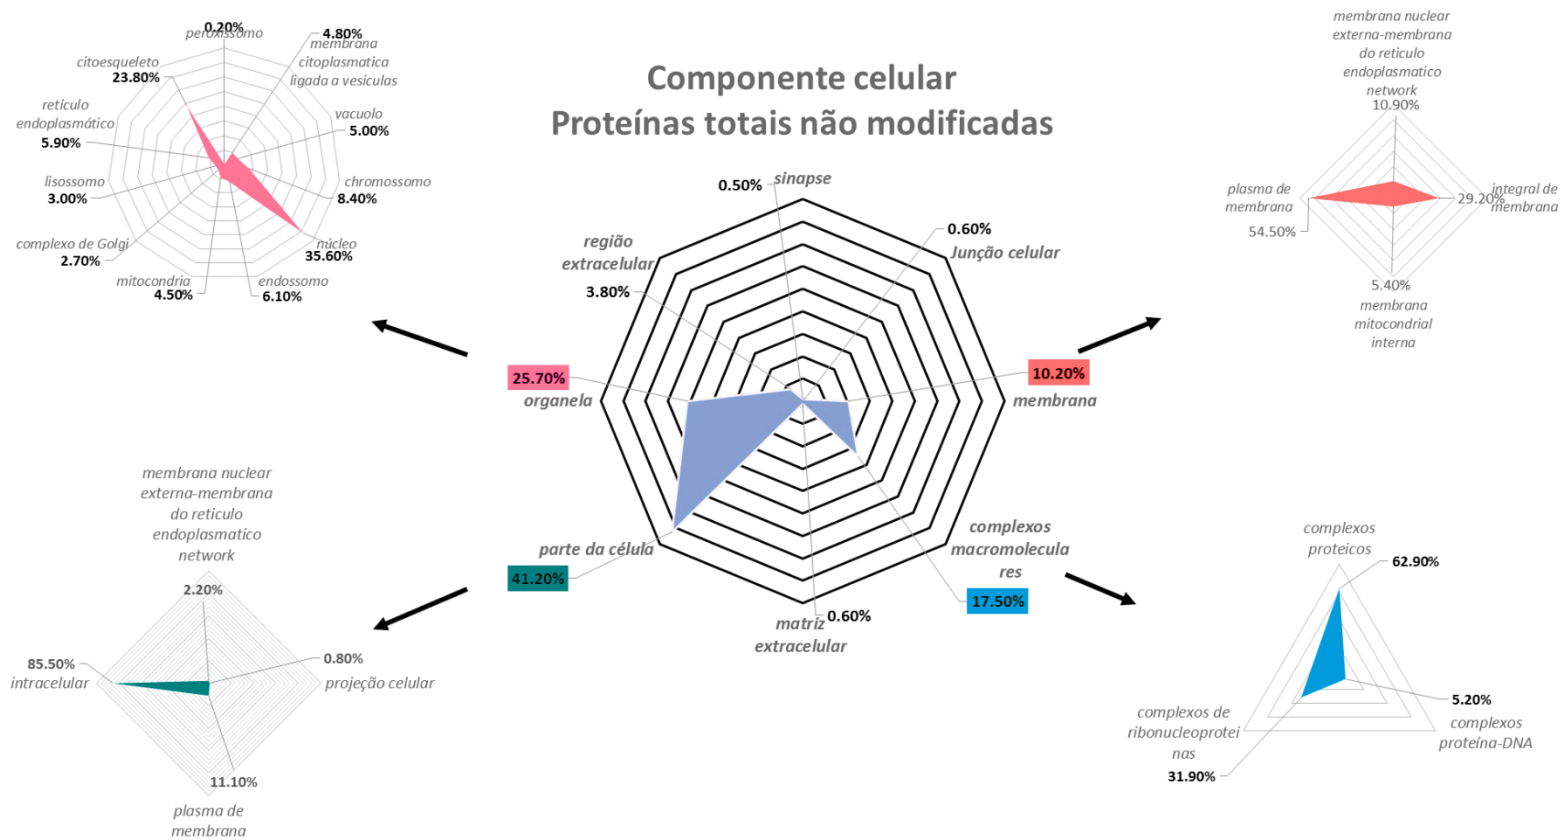 Componente celular
Proteínas totais não modificadas
0.20%
peroxissomo
4.80%
membrana
citoplasmatica
ligada a vesículas
vacuolo
5.00%
chromossomo
8.40%
núcleo
35.60%
endossomo
6.10%
mitocondria
4.50%
complexo de Golgi
2.70%
lisossomo
3.00%
retículo
endoplasmático
5.90%
citoesqueleto
23.80%
sinapse
0.50%
0.60%
Junção celular
10.20%
membrana
complexos
macromolecula
res
17.50%
0.60%
matriz
extracelular
parte da célula
41.20%
25.70%
organela
região
extracelular
3.80%
membrana nuclear
externa-membrana
do reticulo
endoplasmatico
network
10.90%
29.20%
integral de
membrana
5.40%
membrana
mitocondrial
interna
plasma de
membrana
54.50%
membrana nuclear
externa-membrana
do reticulo
endoplasmatico
network
2.20%
0.80%
projeção celular
11.10%
plasma de
membrana
85.50%
intracelular
complexos
proteicos
62.90%
5.20%
complexos
proteína-DNA
complexos de
ribonucleoprotei
nas
31.90%